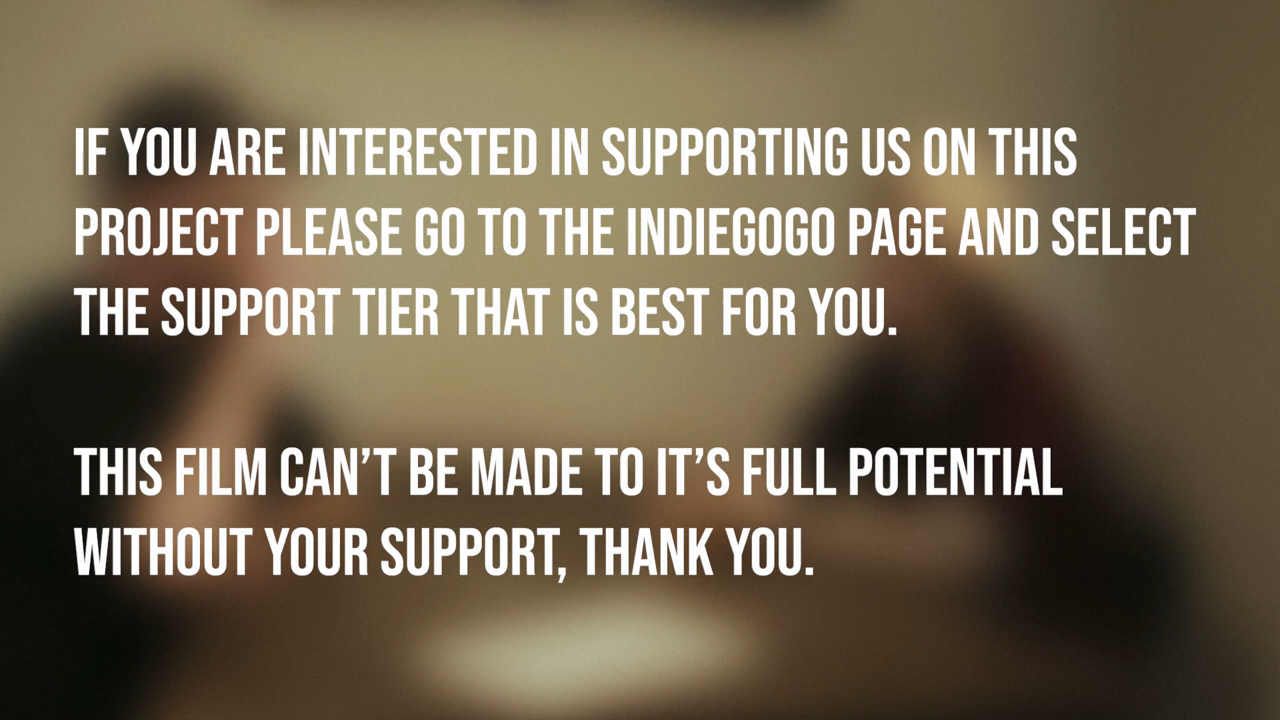 IF YOU ARE INTERESTED IN SUPPORTING US ON THIS
PROJECT PLEASE GO TO THE INDIEGOGO PAGE AND SELECT
THE SUPPORT TIER THAT IS BEST FOR YOU.
THIS FILM CAN’T BE MADE TO IT’S FULL POTENTIAL
WITHOUT YOUR SUPPORT, THANK YOU.